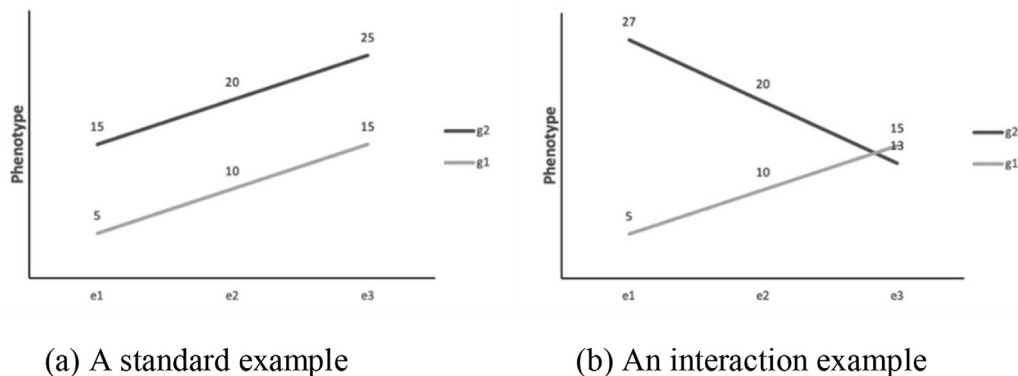 25
20
15
15
10
5
Phenotype
g2
g1
e1 e2 e3
27
20
15
13
10
5
Phenotype
g2
g1
e1 e2 e3
(a) A standard example
(b) An interaction example